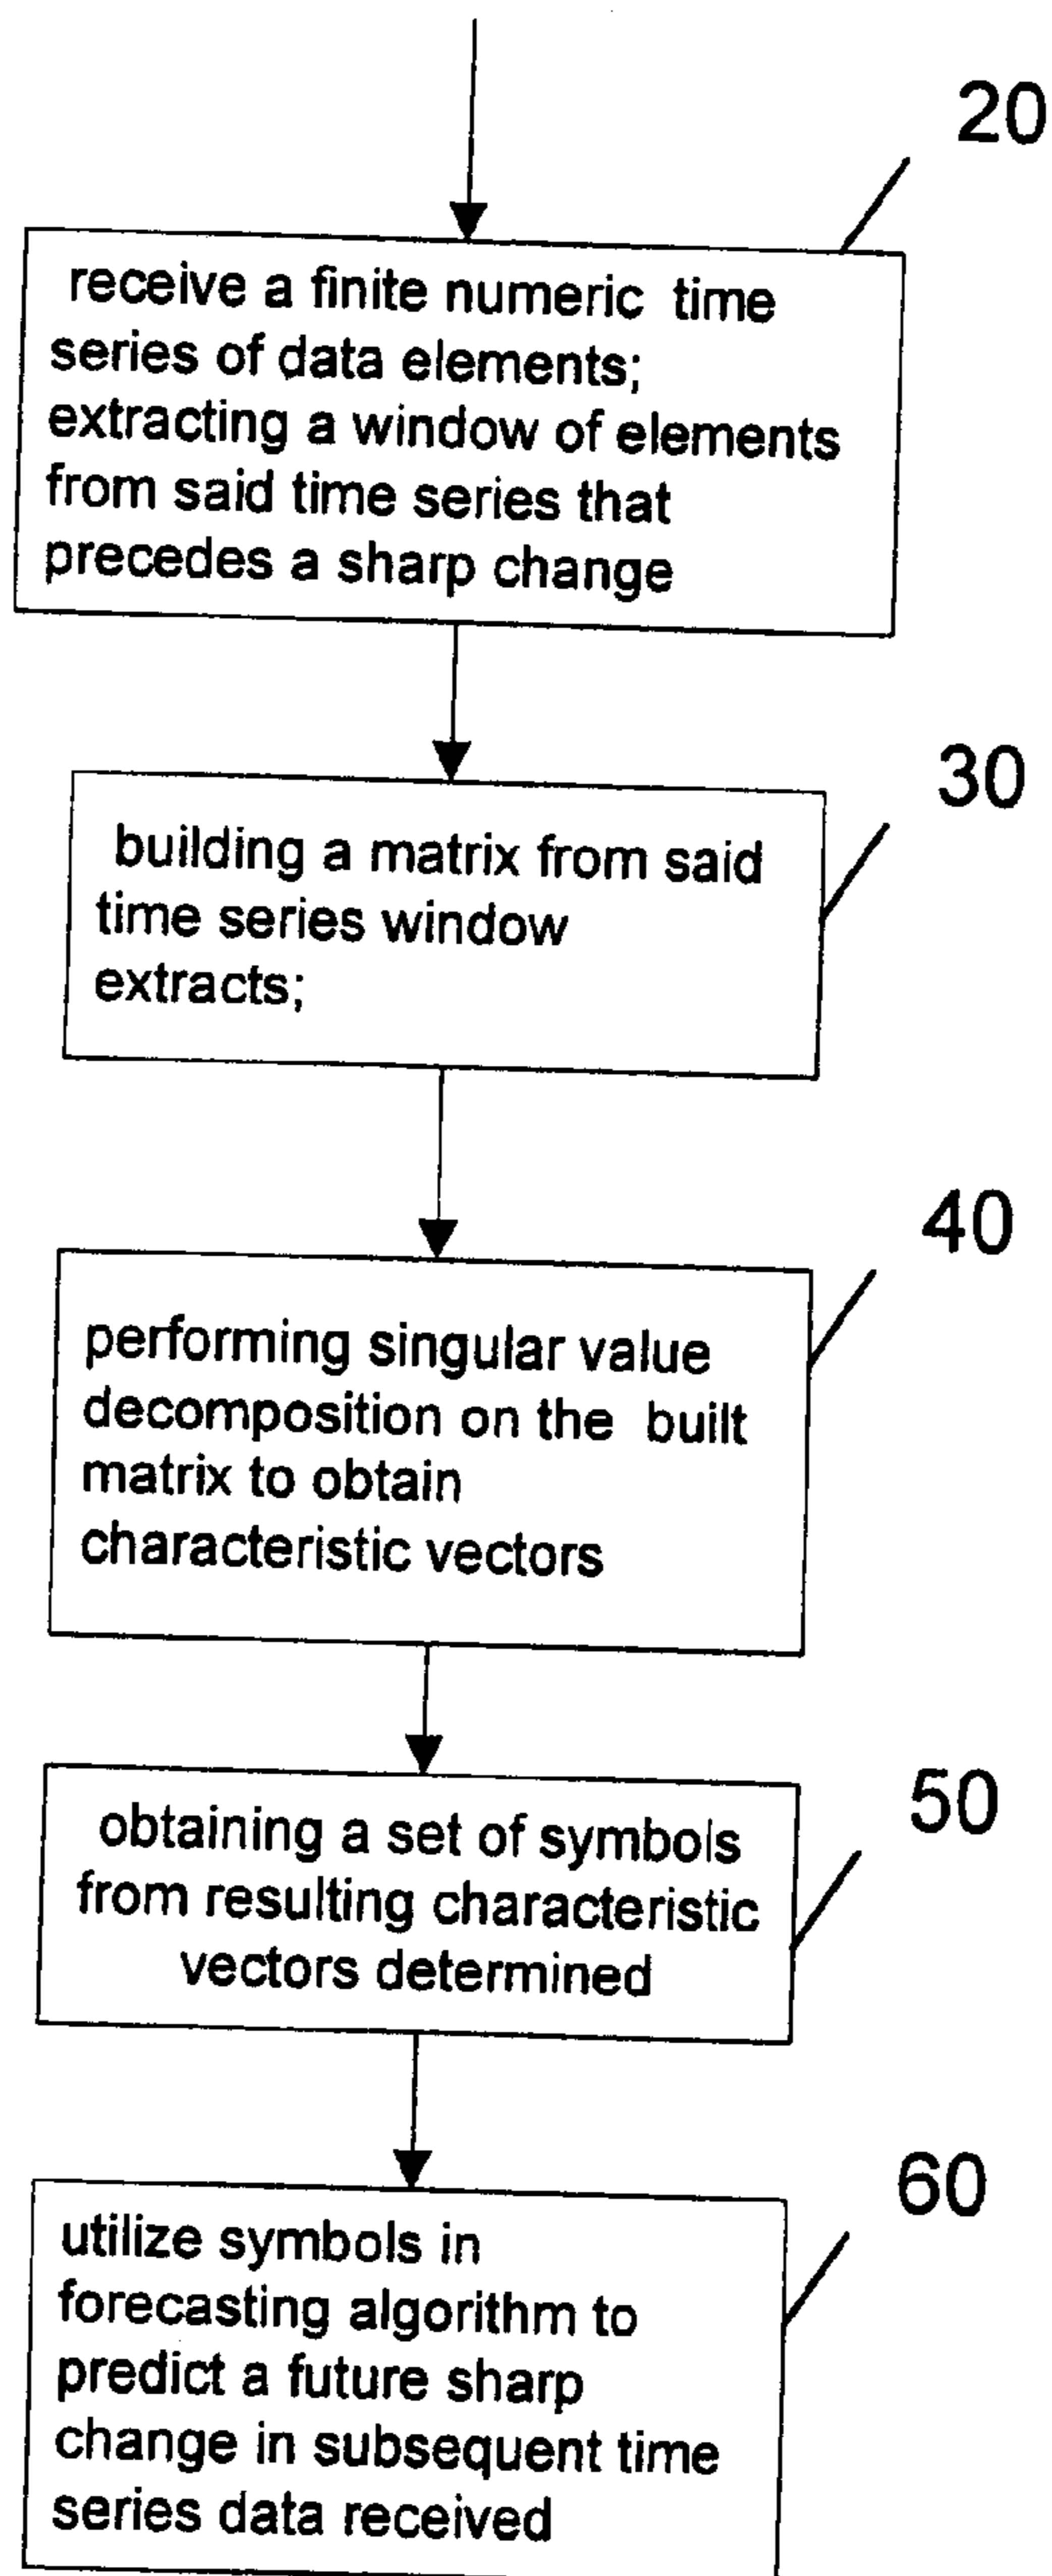 20
receive a finite numeric time
series of data elements;
extracting a window of elements
from said time series that
precedes a sharp change
30
building a matrix from said
time series window
extracts;
40
performing singular value
decomposition on the built
matrix to obtain
characteristic vectors
50
obtaining a set of symbols
from resulting characteristic
vectors determined
60
utilize symbols in
forecasting algorithm to
predict a future sharp
change in subsequent time
series data received